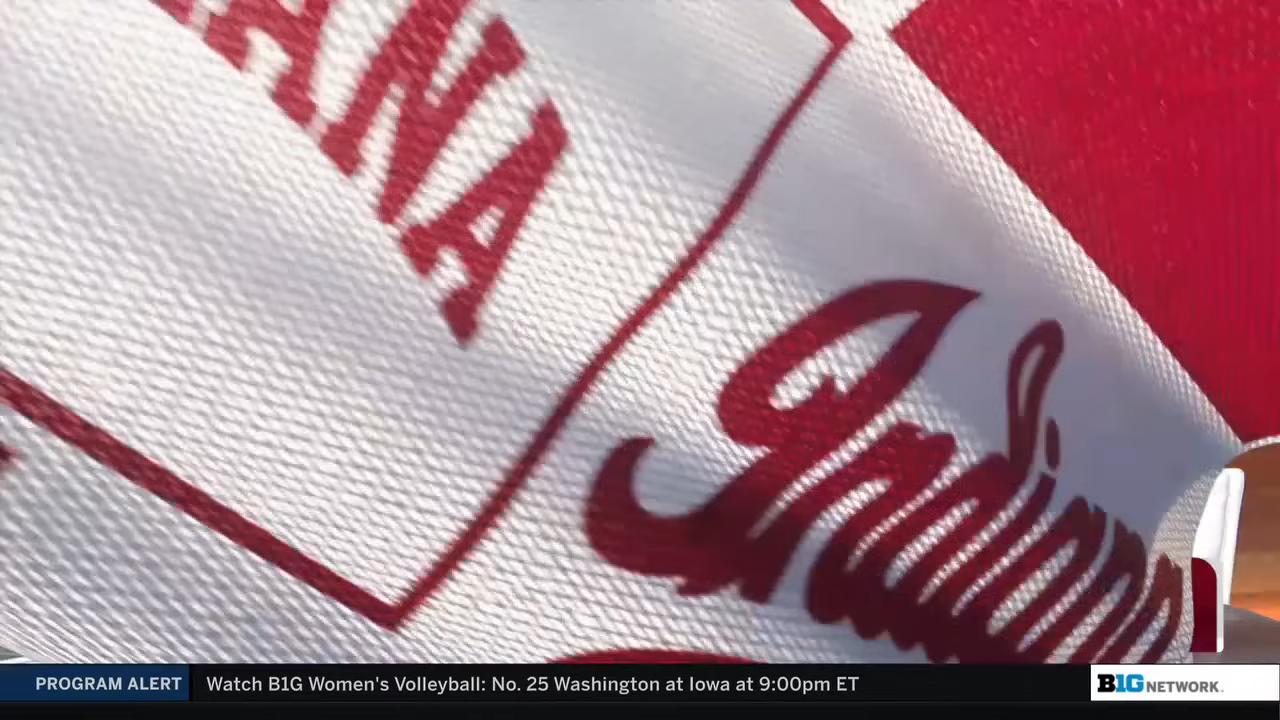 ANA
Indiana
PROGRAM ALERT
Watch B1G Women's Volleyball: No. 25 Washington at Iowa at 9:00pm ET
B1G NETWORK.